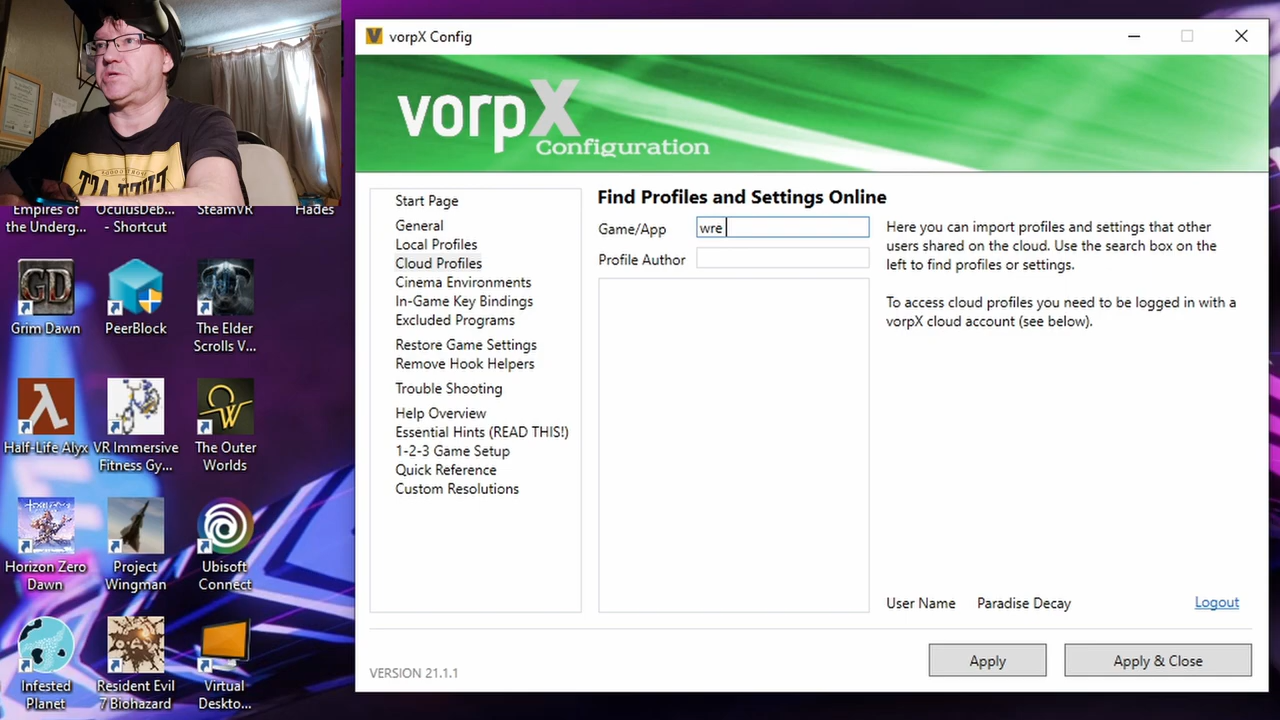 vorpX Config
vorpX
Configuration
Start Page
General
Local Profiles
Cloud Profiles
Cinema Environments
In-Game Key Bindings
Excluded Programs
Restore Game Settings
Remove Hook Helpers
Trouble Shooting
Help Overview
Essential Hints (READ THIS!)
1-2-3 Game Setup
Quick Reference
Custom Resolutions
Find Profiles and Settings Online
Game/App
wre
Profile Author
Here you can import profiles and settings that other
users shared on the cloud. Use the search box on the
left to find profiles or settings.
To access cloud profiles you need to be logged in with a
vorpX cloud account (see below).
User Name Paradise Decay
Logout
VERSION 21.1.1
Apply
Apply & Close
Empires of
the Underg...
OculusDeb...
- Shortcut
SteamVR
Hades
GD
Grim Dawn
PeerBlock
The Elder
Scrolls V...
Half-Life Alyx
VR Immersive
Fitness Gy...
The Outer
Worlds
Horizon Zero
Dawn
Project
Wingman
Ubisoft
Connect
Infested
Planet
Resident Evil
7 Biohazard
Virtual
Deskto...